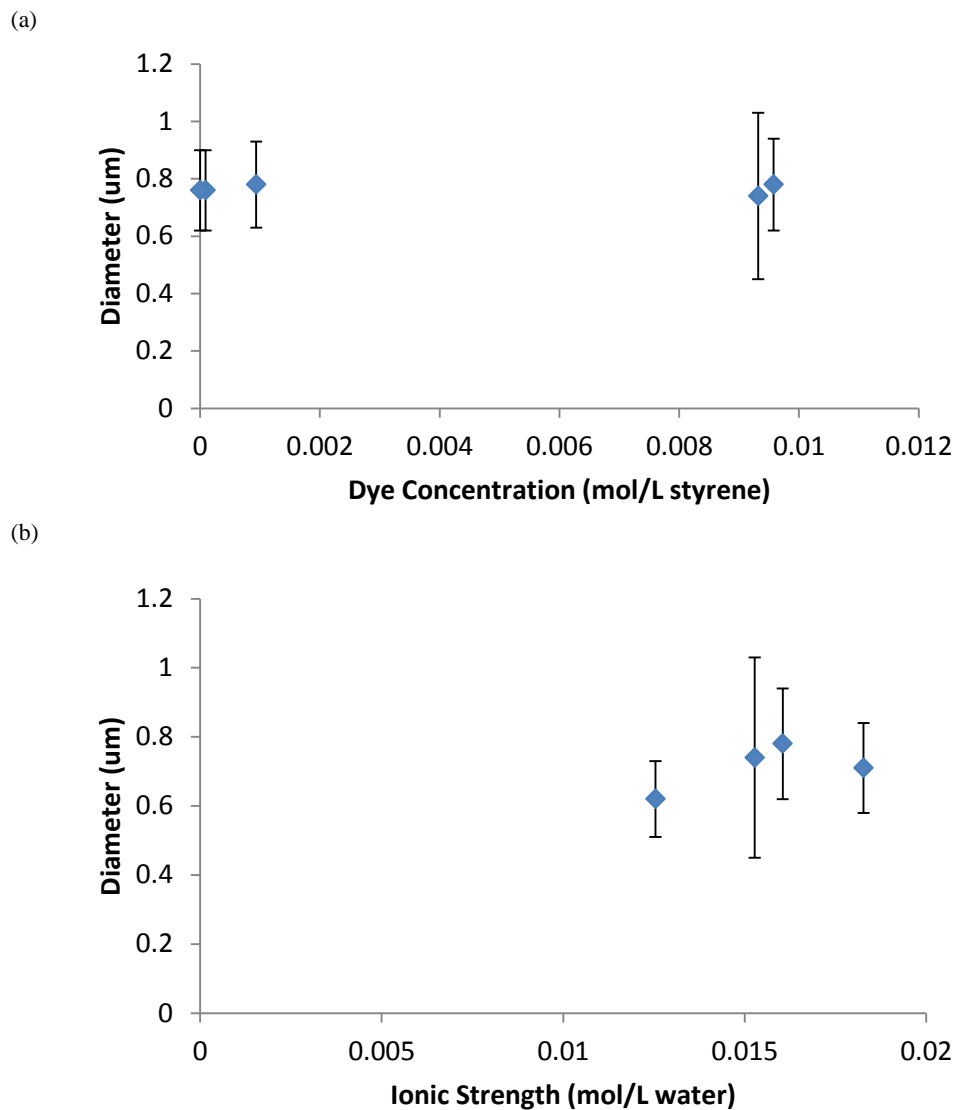 (a)
1.2
1
0.8
0.6
0.4
0.2
0
Diameter (um)
0 0.002 0.004 0.006 0.008 0.01 0.012
Dye Concentration (mol/L styrene)
(b)
1.2
1
0.8
0.6
0.4
0.2
0
Diameter (um)
0 0.005 0.01 0.015 0.02
Ionic Strength (mol/L water)